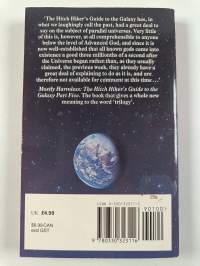 'The Hitch Hiker's Guide to the Galaxy has, in
what we laughingly call the past, had a great deal to
say on the subject of parallel universes. Very little
of this is, however, at all comprehensible to anyone
below the level of Advanced God, and since it is
now well-established that all known gods came into
existence a good three millionths of a second after
the Universe began rather than, as they usually
claimed, the previous week, they already have a
great deal of explaining to do as it is, and are
therefore not available for comment at this time ...'
Mostly Harmless: The Hitch Hiker's Guide to the
Galaxy Part Five. The book that gives a whole new
meaning to the word 'trilogy'.
UK £4.99
90100
9 780330 323116